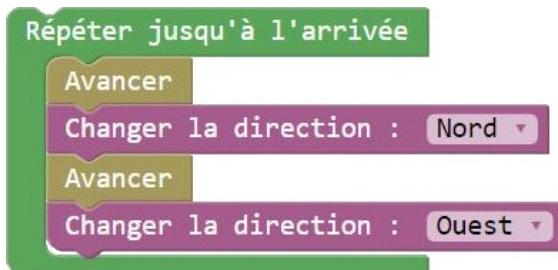 Répéter jusqu'à l'arrivée
Avancer
Changer la direction : Nord
Avancer
Changer la direction : Ouest